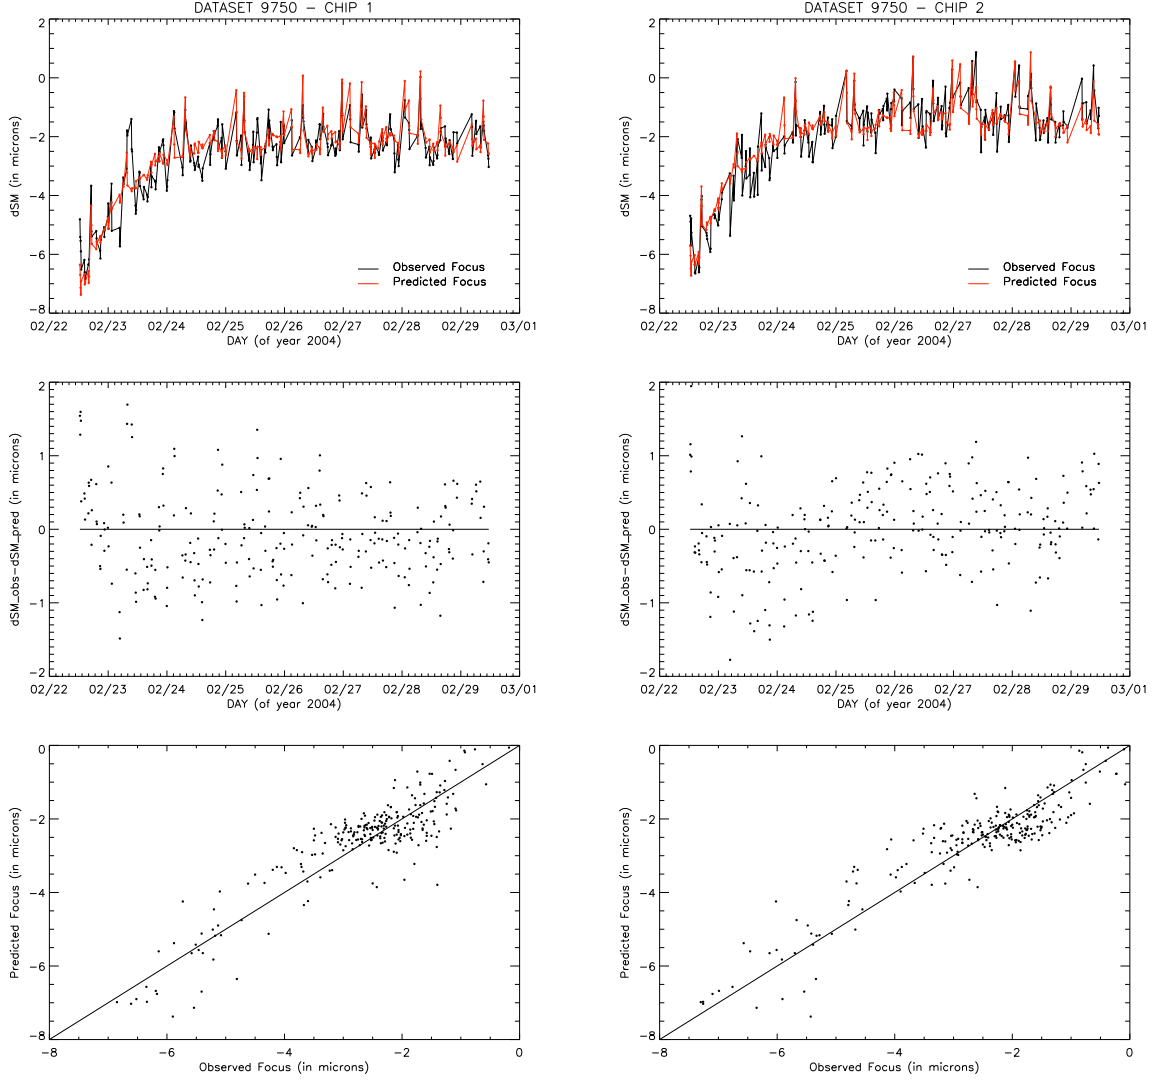 DATASET 9750 - CHIP 1
2
0
-2
-4
-6
-8
dSM (in microns)
Observed Focus
Predicted Focus
02/22 02/23 02/24 02/25 02/26 02/27 02/28 02/29 03/01
DAY (of year 2004)
DATASET 9750 - CHIP 2
2
0
-2
-4
-6
-8
dSM (in microns)
Observed Focus
Predicted Focus
02/22 02/23 02/24 02/25 02/26 02/27 02/28 02/29 03/01
DAY (of year 2004)
2
1
0
-1
-2
dSM_obs-dSM_pred (in microns)
02/22 02/23 02/24 02/25 02/26 02/27 02/28 02/29 03/01
DAY (of year 2004)
2
1
0
-1
-2
dSM_obs-dSM_pred (in microns)
02/22 02/23 02/24 02/25 02/26 02/27 02/28 02/29 03/01
DAY (of year 2004)
0
-2
-4
-6
-8
Predicted Focus (in microns)
-8 -6 -4 -2 0
Observed Focus (in microns)
0
-2
-4
-6
-8
Predicted Focus (in microns)
-8 -6 -4 -2 0
Observed Focus (in microns)